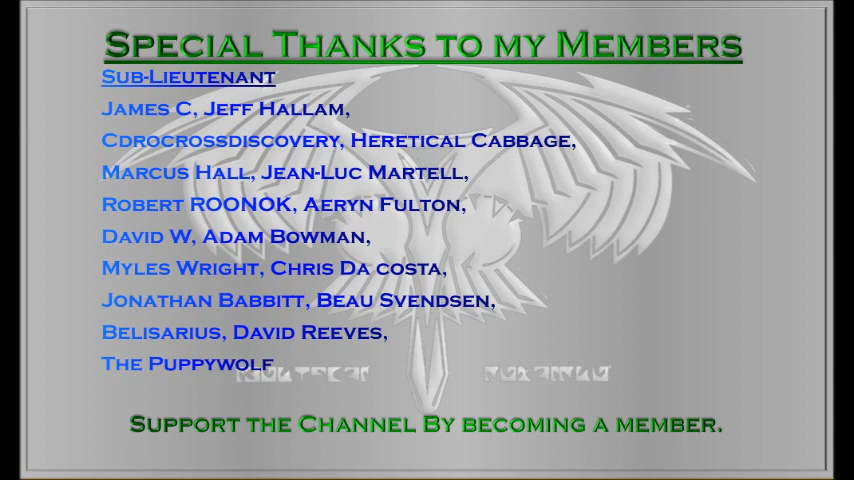 Special Thanks to my Members
Sub-Lieutenant
James C, Jeff Hallam,
Cdrocrossdiscovery, Heretical Cabbage,
Marcus Hall, Jean-Luc Martell,
Robert ROONOK, Aeryn Fulton,
David W, Adam Bowman,
Myles Wright, Chris Da costa,
Jonathan Babbitt, Beau Svendsen,
Belisarius, David Reeves,
The Puppywolf
Support the Channel By becoming a member.